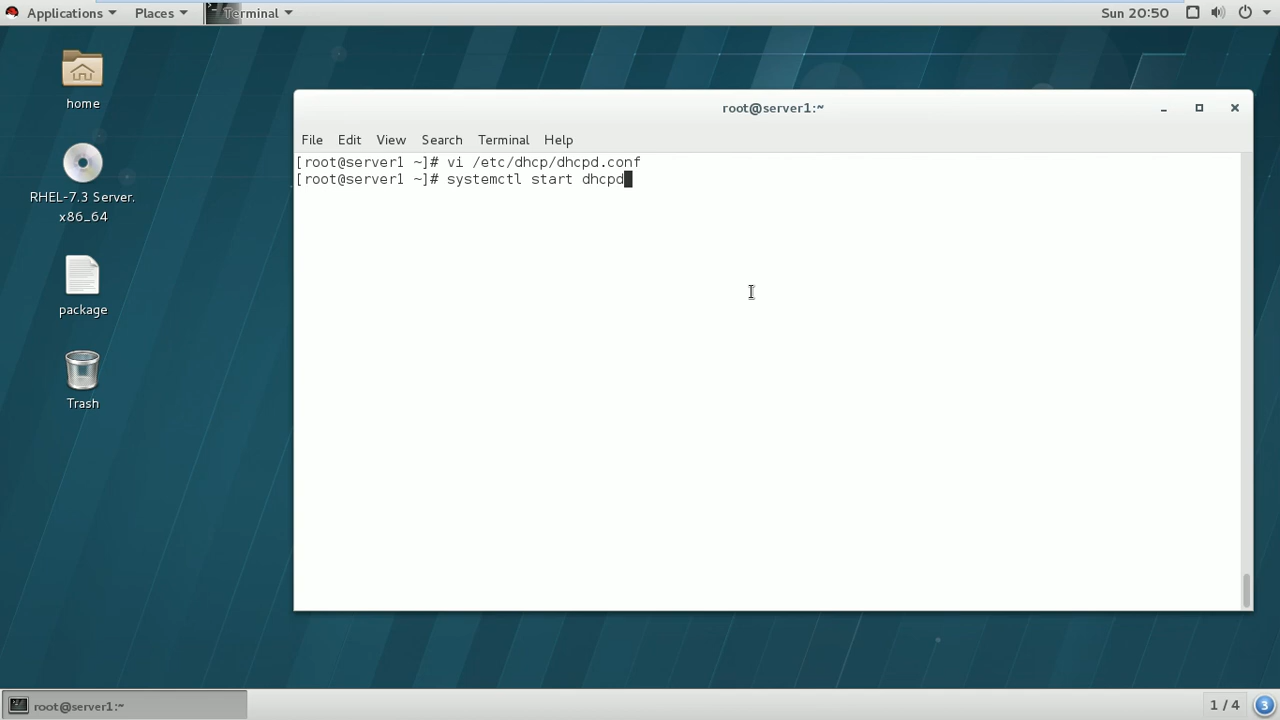 Applications Places Terminal Sun 20:50
home
RHEL-7.3 Server.
x86_64
package
Trash
root@server1:~
File Edit View Search Terminal Help
[root@server1 ~]# vi /etc/dhcp/dhcpd.conf
[root@server1 ~]# systemctl start dhcpd
root@server1:~ 1 / 4 3